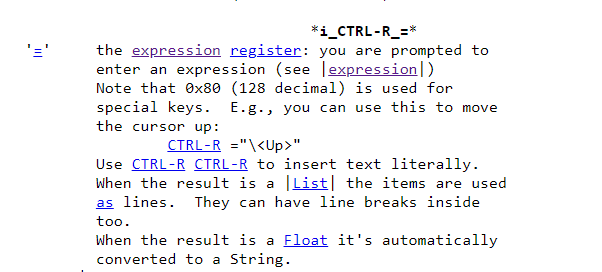 *i_CTRL-R_=*
'=' the expression register: you are prompted to
enter an expression (see |expression|)
Note that 0x80 (128 decimal) is used for
special keys.  E.g., you can use this to move
the cursor up:
CTRL-R ="\<Up>"
Use CTRL-R CTRL-R to insert text literally.
When the result is a |List| the items are used
as lines.  They can have line breaks inside
too.
When the result is a Float it's automatically
converted to a String.